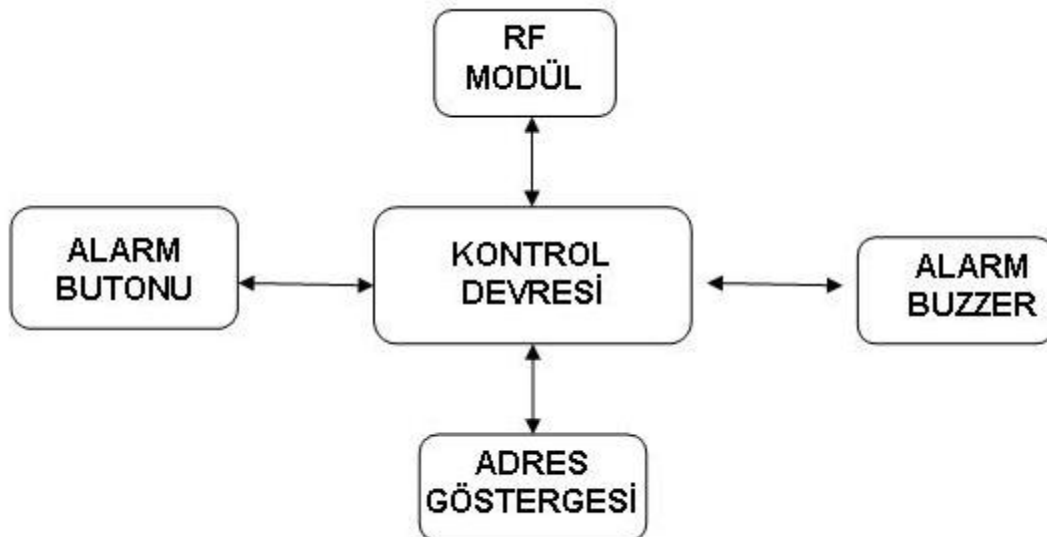 RF
MODÜL
ALARM
BUTONU
KONTROL
DEVRESİ
ALARM
BUZZER
ADRES
GÖSTERGESİ